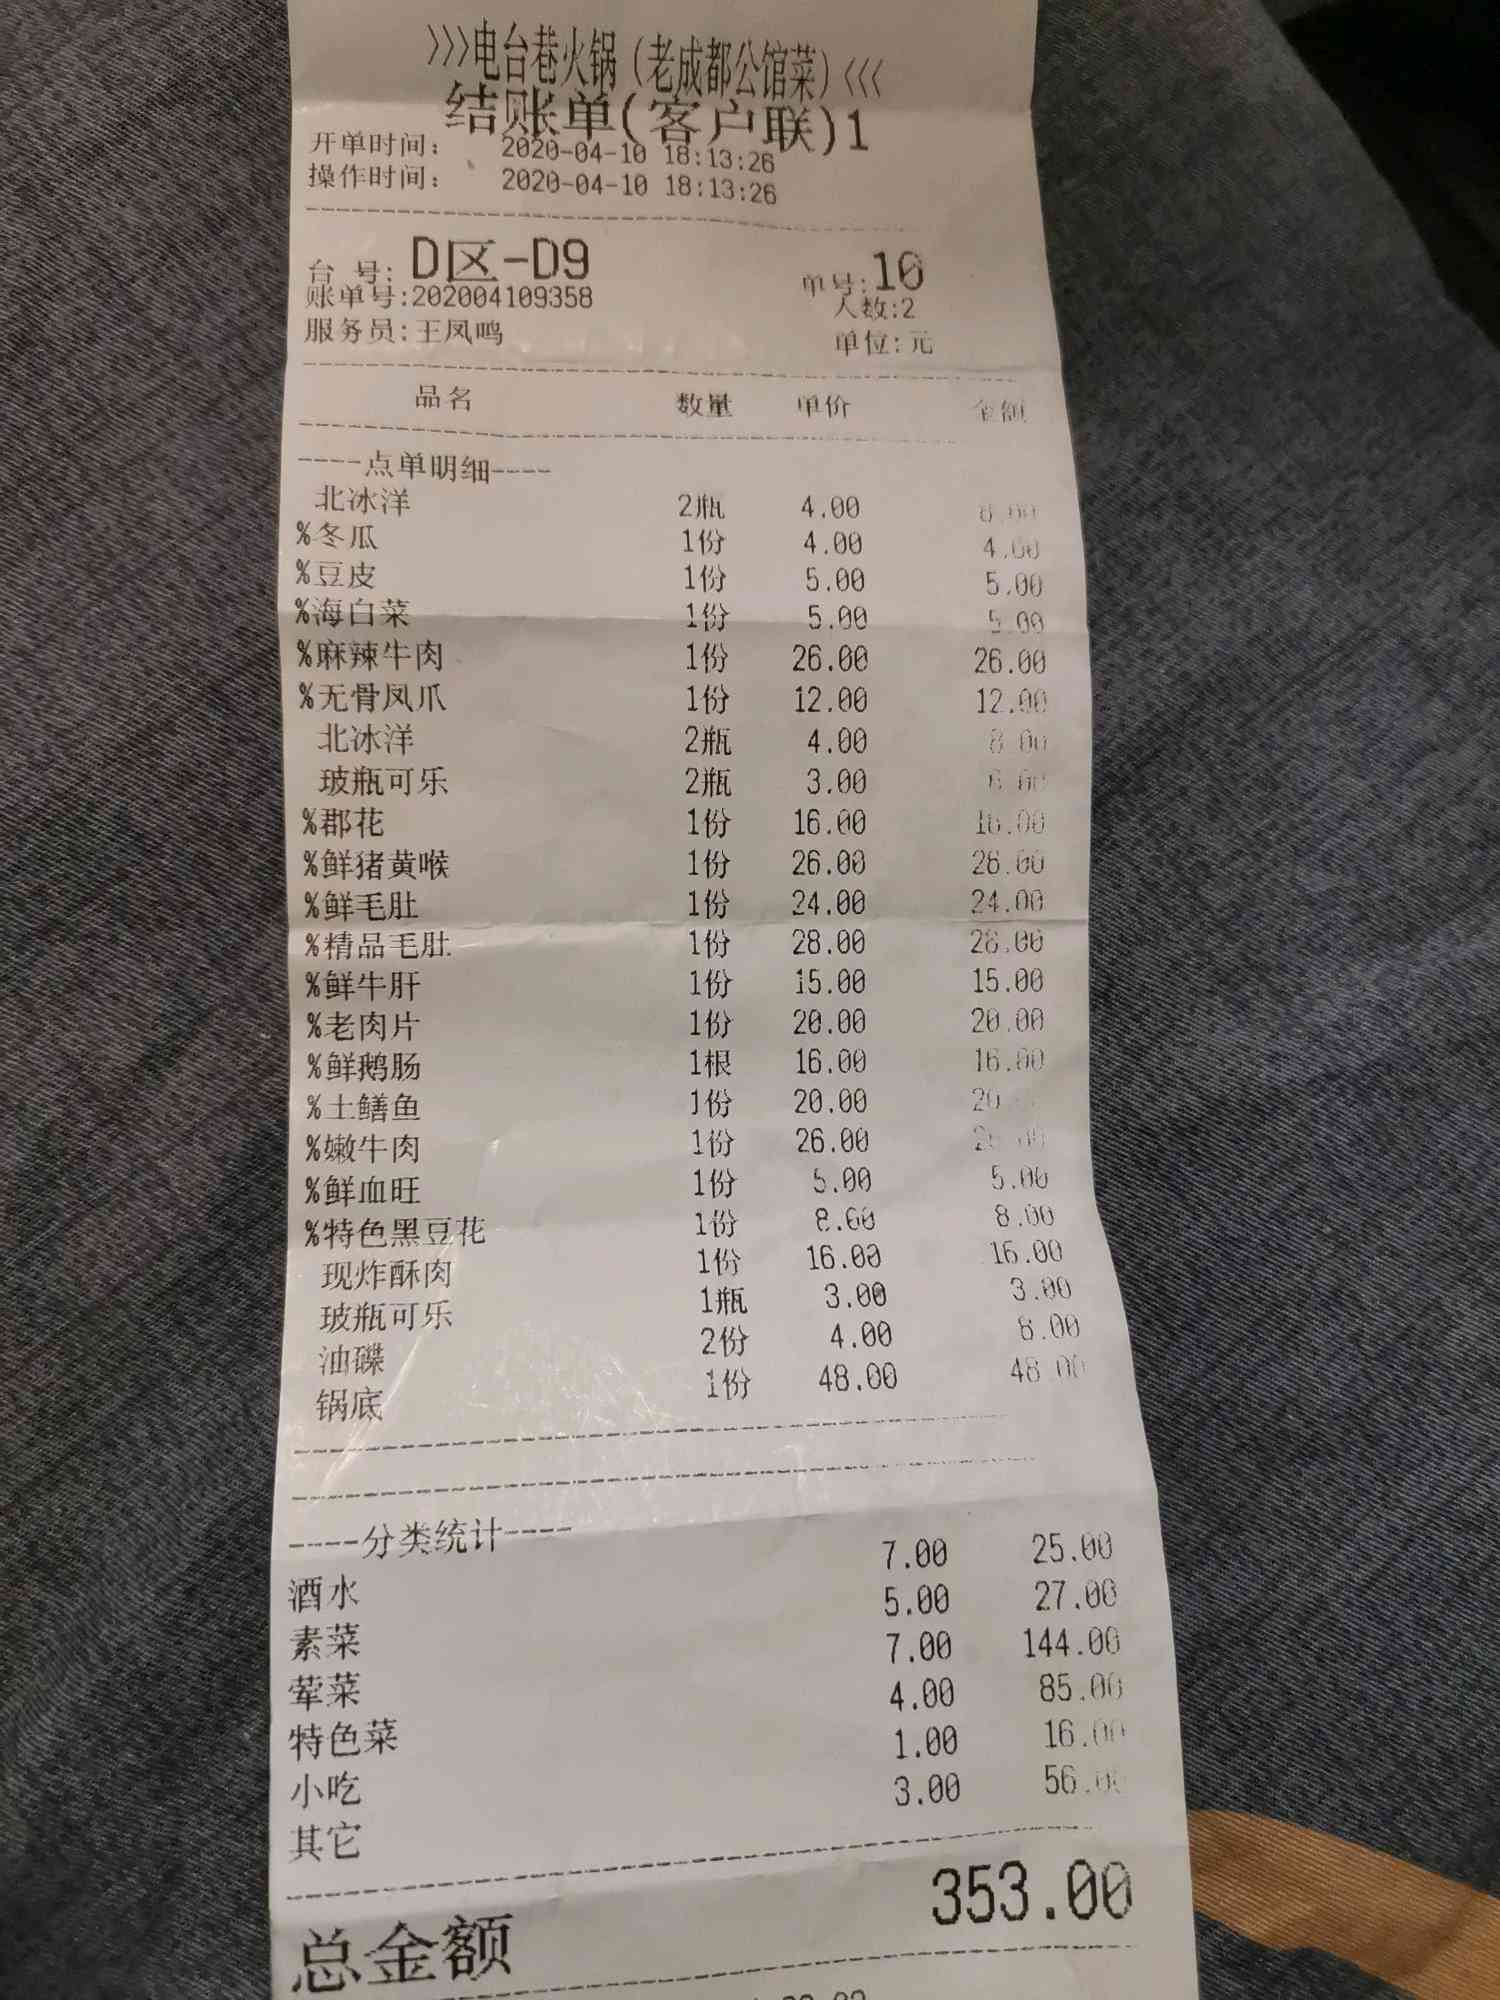 >>>电台巷火锅(老成都公馆菜)<<<
结账单(客户联)1
开单时间: 2020-04-10 18:13:26
操作时间: 2020-04-10 18:13:26
台 号: D区-D9 单号:10
账单号:202004109358 人数:2
服务员:王凤鸣 单位:元
品名 数量 单价 金额
----点单明细----
北冰洋 2瓶 4.00 8.00
%冬瓜 1份 4.00 4.00
%豆皮 1份 5.00 5.00
%海白菜 1份 5.00 5.00
%麻辣牛肉 1份 26.00 26.00
%无骨凤爪 1份 12.00 12.00
北冰洋 2瓶 4.00 8.00
玻瓶可乐 2瓶 3.00 6.00
%郡花 1份 16.00 16.00
%鲜猪黄喉 1份 26.00 26.00
%鲜毛肚 1份 24.00 24.00
%精品毛肚 1份 28.00 28.00
%鲜牛肝 1份 15.00 15.00
%老肉片 1份 20.00 20.00
%鲜鹅肠 1根 16.00 16.00
%土鳝鱼 1份 20.00 20
%嫩牛肉 1份 26.00 26.00
%鲜血旺 1份 5.00 5.00
%特色黑豆花 1份 8.00 8.00
现炸酥肉 1份 16.00 16.00
玻瓶可乐 1瓶 3.00 3.00
油碟 2份 4.00 8.00
锅底 1份 48.00 48.00
----分类统计----
酒水 7.00 25.00
素菜 5.00 27.00
荤菜 7.00 144.00
特色菜 4.00 85.00
小吃 1.00 16.00
其它 3.00 56.00
总金额 353.00